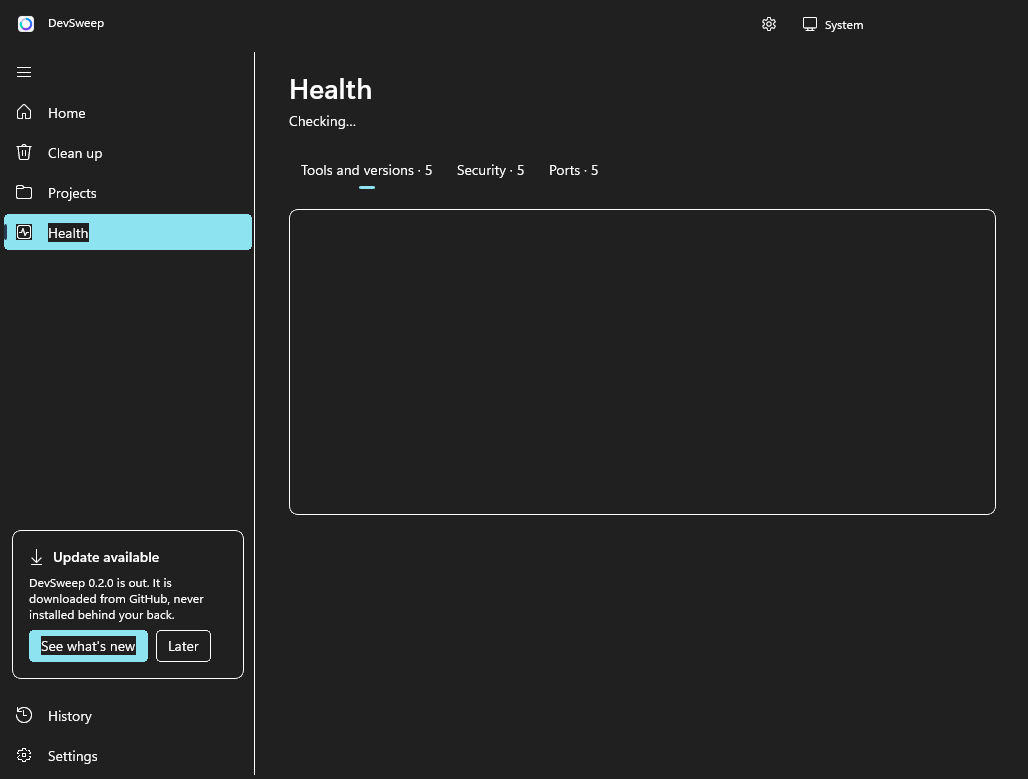 DevSweep
System
Home
Clean up
Projects
Health
Health
Checking...
Tools and versions · 5
Security · 5
Ports · 5
Update available
DevSweep 0.2.0 is out. It is
downloaded from GitHub, never
installed behind your back.
See what's new
Later
History
Settings